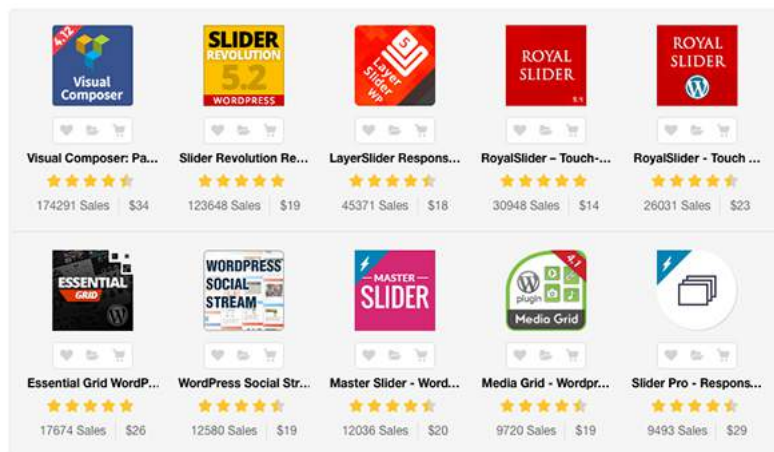 4.12
Visual
Composer
SLIDER
REVOLUTION
5.2
WORDPRESS
5
Layer
Slider
WP
ROYAL
SLIDER
ROYAL
SLIDER
Visual Composer: Pa...
Slider Revolution Re...
LayerSlider Respons...
RoyalSlider – Touch-...
RoyalSlider - Touch ...
174291 Sales $34
123648 Sales $19
45371 Sales $18
30948 Sales $14
26031 Sales $23
ESSENTIAL
GRID
WORDPRESS
SOCIAL
STREAM
MASTER
SLIDER
4.1
plugin
Media Grid
Essential Grid WordP...
WordPress Social Str...
Master Slider - Word...
Media Grid - Wordpr...
Slider Pro - Respons...
17674 Sales $26
12580 Sales $19
12036 Sales $20
9720 Sales $19
9493 Sales $29